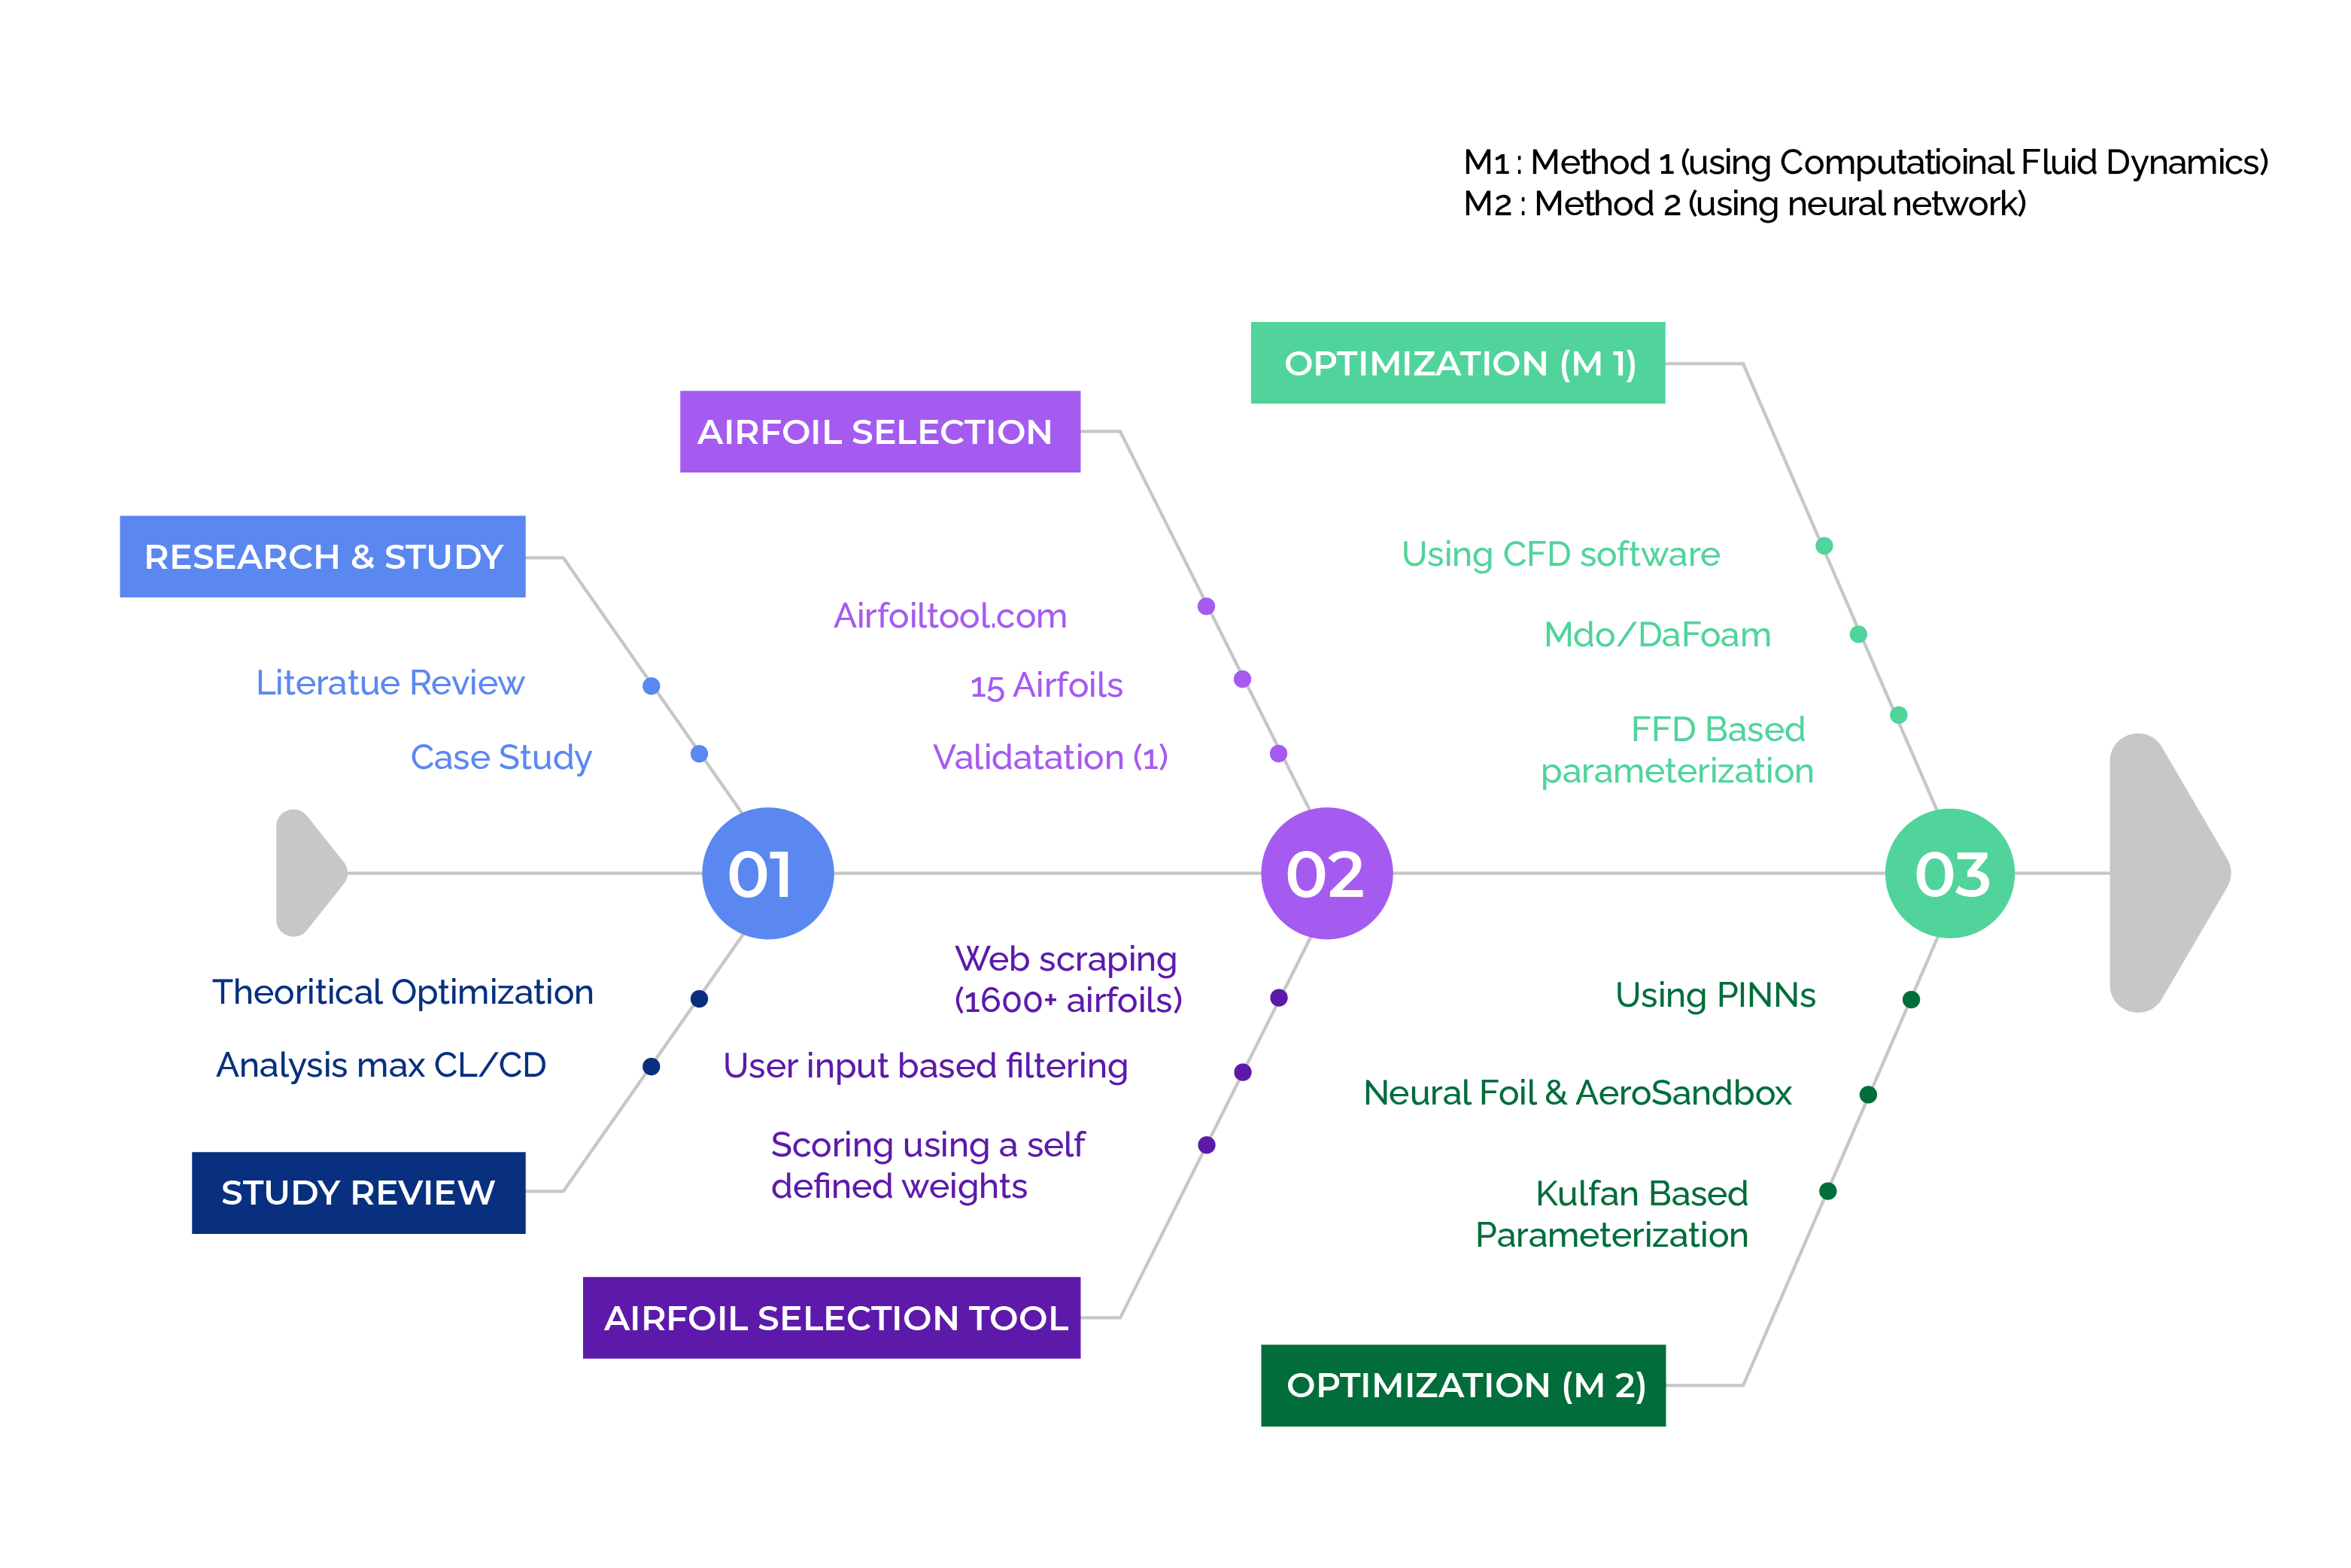 M1 : Method 1 (using Computatioinal Fluid Dynamics)
M2 : Method 2 (using neural network)
RESEARCH & STUDY
Literatue Review
Case Study
AIRFOIL SELECTION
Airfoiltool.com
15 Airfoils
Validatation (1)
OPTIMIZATION (M 1)
Using CFD software
Mdo/DaFoam
FFD Based
parameterization
01
02
03
Theoritical Optimization
Analysis max CL/CD
STUDY REVIEW
Web scraping
(1600+ airfoils)
User input based filtering
Scoring using a self
defined weights
AIRFOIL SELECTION TOOL
Using PINNs
Neural Foil & AeroSandbox
Kulfan Based
Parameterization
OPTIMIZATION (M 2)